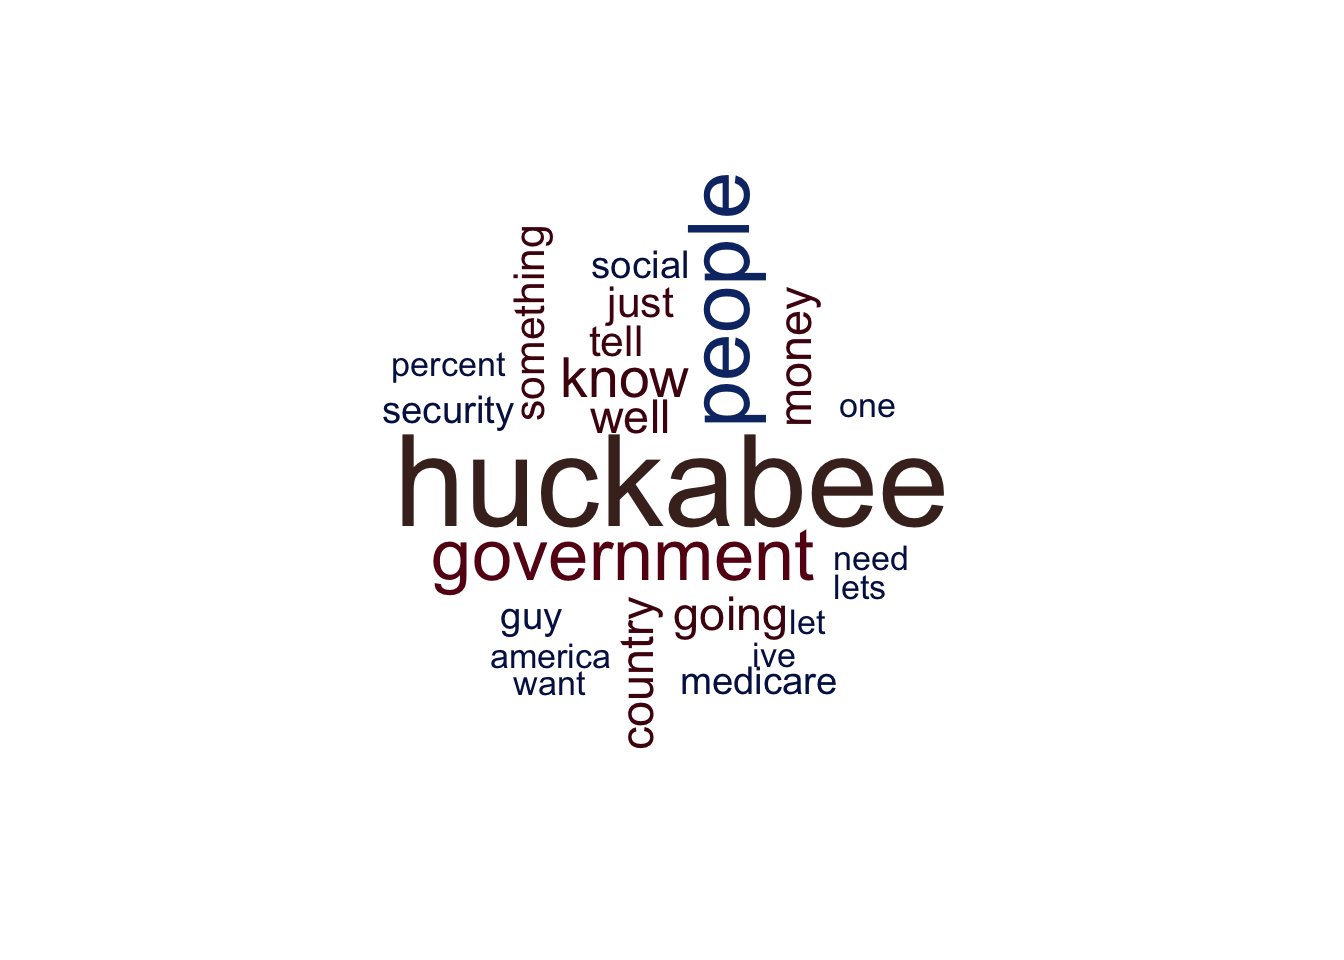 people
something
social
just
money
tell
percent
know
one
security
well
huckabee
government
need
lets
guy
country
going
let
america
ive
want
medicare